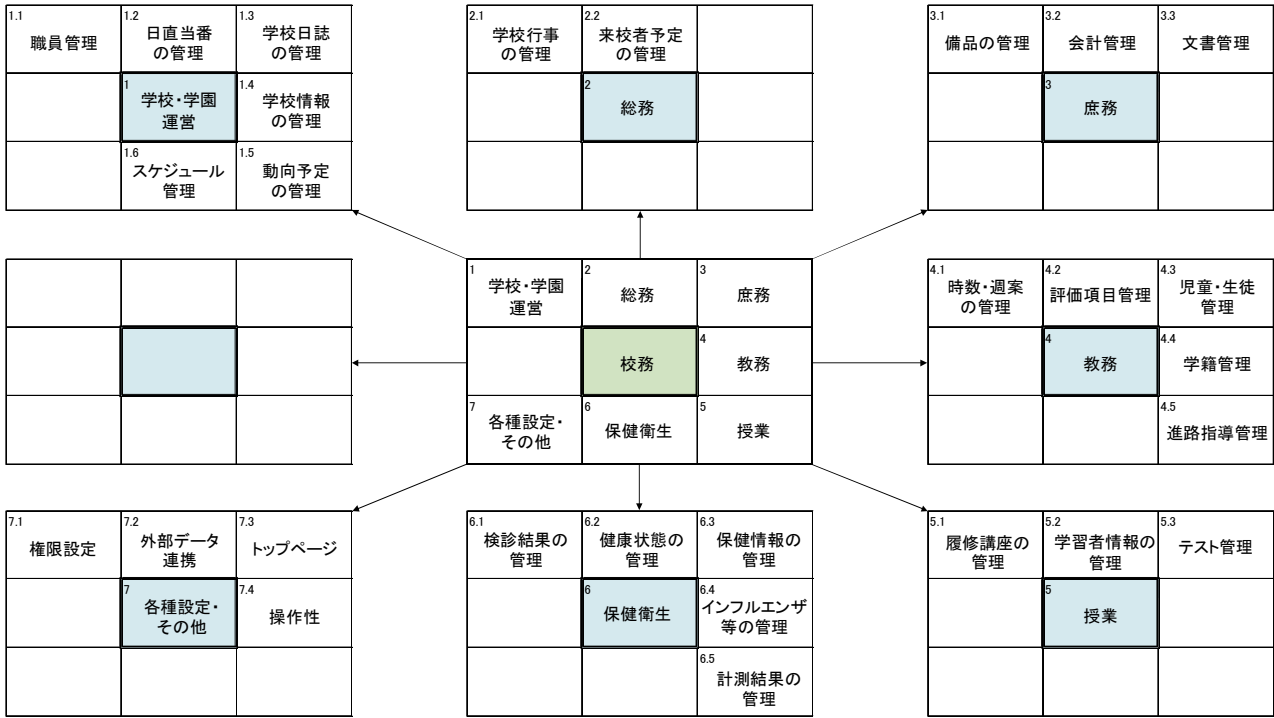 1.1
職員管理
1.2
日直当番
の管理
1.3
学校日誌
の管理
1
学校・学園
運営
1.4
学校情報
の管理
1.6
スケジュール
管理
1.5
動向予定
の管理
2.1
学校行事
の管理
2.2
来校者予定
の管理
2
総務
3.1
備品の管理
3.2
会計管理
3.3
文書管理
3
庶務
1
学校・学園
運営
2
総務
3
庶務
校務
4
教務
7
各種設定・
その他
6
保健衛生
5
授業
4.1
時数・週案
の管理
4.2
評価項目管理
4.3
児童・生徒
管理
4
教務
4.4
学籍管理
4.5
進路指導管理
7.1
権限設定
7.2
外部データ
連携
7.3
トップページ
7
各種設定・
その他
7.4
操作性
6.1
検診結果の
管理
6.2
健康状態の
管理
6.3
保健情報の
管理
6
保健衛生
6.4
インフルエンザ
等の管理
6.5
計測結果の
管理
5.1
履修講座の
管理
5.2
学習者情報の
管理
5.3
テスト管理
5
授業